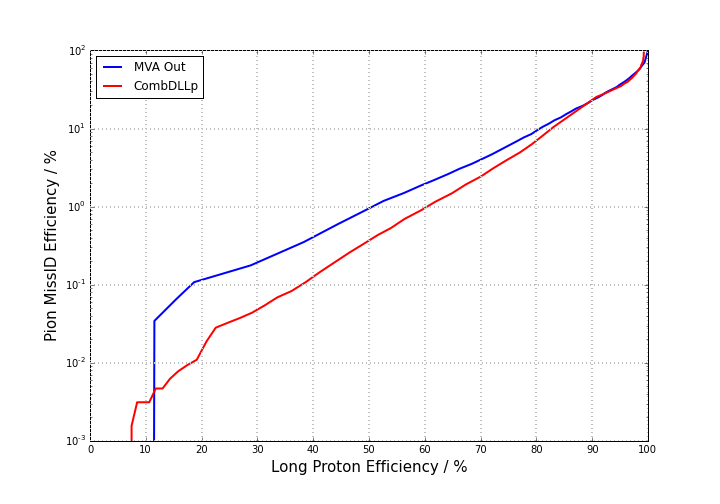 MVA Out
CombDLLp
10²
10¹
10⁰
10⁻¹
10⁻²
10⁻³
Pion MissID Efficiency / %
0 10 20 30 40 50 60 70 80 90 100
Long Proton Efficiency / %